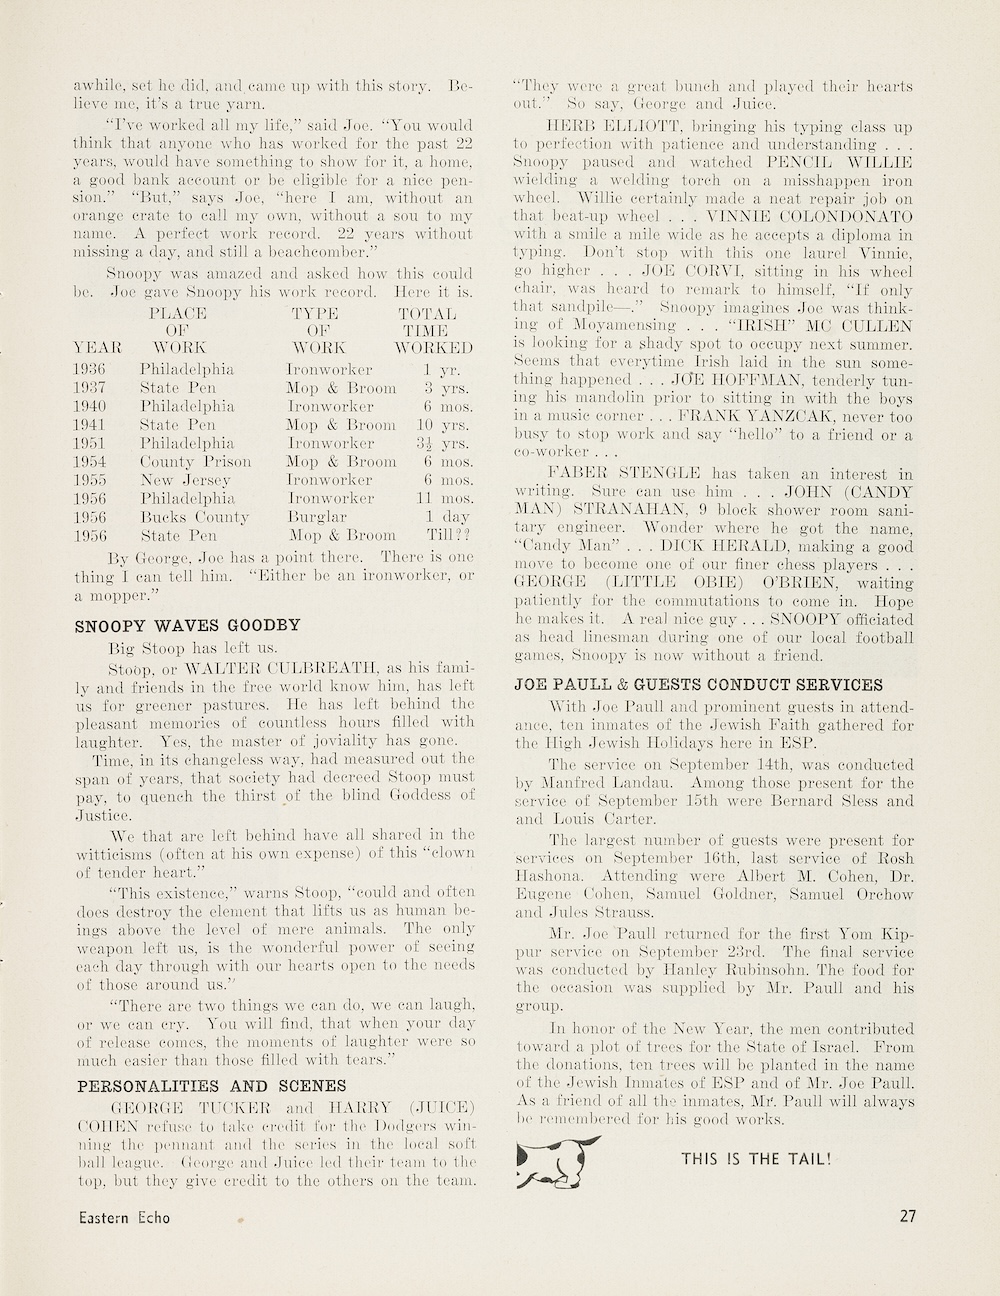 awhile, set he did, and came up with this story. Be-
lieve me, it's a true yarn.
"I've worked all my life," said Joe. "You would
think that anyone who has worked for the past 22
years, would have something to show for it, a home,
a good bank account or be eligible for a nice pen-
sion." "But," says Joe, "here I am, without an
orange crate to call my own, without a sou to my
name. A perfect work record. 22 years without
missing a day, and still a beachcomber."
Snoopy was amazed and asked how this could
be. Joe gave Snoopy his work record. Here it is.
PLACE TYPE TOTAL
OF OF TIME
YEAR WORK WORK WORKED
1936 Philadelphia Ironworker 1 yr.
1937 State Pen Mop & Broom 3 yrs.
1940 Philadelphia Ironworker 6 mos.
1941 State Pen Mop & Broom 10 yrs.
1951 Philadelphia Ironworker 3½ yrs.
1954 County Prison Mop & Broom 6 mos.
1955 New Jersey Ironworker 6 mos.
1956 Philadelphia Ironworker 11 mos.
1956 Bucks County Burglar 1 day
1956 State Pen Mop & Broom Till??
By George, Joe has a point there. There is one
thing I can tell him. "Either be an ironworker, or
a mopper."
SNOOPY WAVES GOODBY
Big Stoop has left us.
Stoop, or WALTER CULBREATH, as his fami-
ly and friends in the free world know him, has left
us for greener pastures. He has left behind the
pleasant memories of countless hours filled with
laughter. Yes, the master of joviality has gone.
Time, in its changeless way, had measured out the
span of years, that society had decreed Stoop must
pay, to quench the thirst of the blind Goddess of
Justice.
We that are left behind have all shared in the
witticisms (often at his own expense) of this "clown
of tender heart."
"This existence," warns Stoop, "could and often
does destroy the element that lifts us as human be-
ings above the level of mere animals. The only
weapon left us, is the wonderful power of seeing
each day through with our hearts open to the needs
of those around us."
"There are two things we can do, we can laugh,
or we can cry. You will find, that when your day
of release comes, the moments of laughter were so
much easier than those filled with tears."
PERSONALITIES AND SCENES
GEORGE TUCKER and HARRY (JUICE)
COHEN refuse to take credit for the Dodgers win-
ning the pennant and the series in the local soft
ball league. George and Juice led their team to the
top, but they give credit to the others on the team.
"They were a great bunch and played their hearts
out." So say, George and Juice.
HERB ELLIOTT, bringing his typing class up
to perfection with patience and understanding . . .
Snoopy paused and watched PENCIL WILLIE
wielding a welding torch on a misshappen iron
wheel. Willie certainly made a neat repair job on
that beat-up wheel . . . VINNIE COLONDONATO
with a smile a mile wide as he accepts a diploma in
typing. Don't stop with this one laurel Vinnie,
go higher . . . JOE CORVI, sitting in his wheel
chair, was heard to remark to himself, "If only
that sandpile—." Snoopy imagines Joe was think-
ing of Moyamensing . . . "IRISH" MC CULLEN
is looking for a shady spot to occupy next summer.
Seems that everytime Irish laid in the sun some-
thing happened . . . JOE HOFFMAN, tenderly tun-
ing his mandolin prior to sitting in with the boys
in a music corner . . . FRANK YANZCAK, never too
busy to stop work and say "hello" to a friend or a
co-worker . . .
FABER STENGLE has taken an interest in
writing. Sure can use him . . . JOHN (CANDY
MAN) STRANAHAN, 9 block shower room sani-
tary engineer. Wonder where he got the name,
"Candy Man" . . . DICK HERALD, making a good
move to become one of our finer chess players . . .
GEORGE (LITTLE OBIE) O'BRIEN, waiting
patiently for the commutations to come in. Hope
he makes it. A real nice guy . . . SNOOPY officiated
as head linesman during one of our local football
games, Snoopy is now without a friend.
JOE PAULL & GUESTS CONDUCT SERVICES
With Joe Paull and prominent guests in attend-
ance, ten inmates of the Jewish Faith gathered for
the High Jewish Holidays here in ESP.
The service on September 14th, was conducted
by Manfred Landau. Among those present for the
service of September 15th were Bernard Sless and
and Louis Carter.
The largest number of guests were present for
services on September 16th, last service of Rosh
Hashona. Attending were Albert M. Cohen, Dr.
Eugene Cohen, Samuel Goldner, Samuel Orchow
and Jules Strauss.
Mr. Joe Paull returned for the first Yom Kip-
pur service on September 23rd. The final service
was conducted by Hanley Rubinsohn. The food for
the occasion was supplied by Mr. Paull and his
group.
In honor of the New Year, the men contributed
toward a plot of trees for the State of Israel. From
the donations, ten trees will be planted in the name
of the Jewish Inmates of ESP and of Mr. Joe Paull.
As a friend of all the inmates, Mr. Paull will always
be remembered for his good works.
THIS IS THE TAIL!
Eastern Echo
27